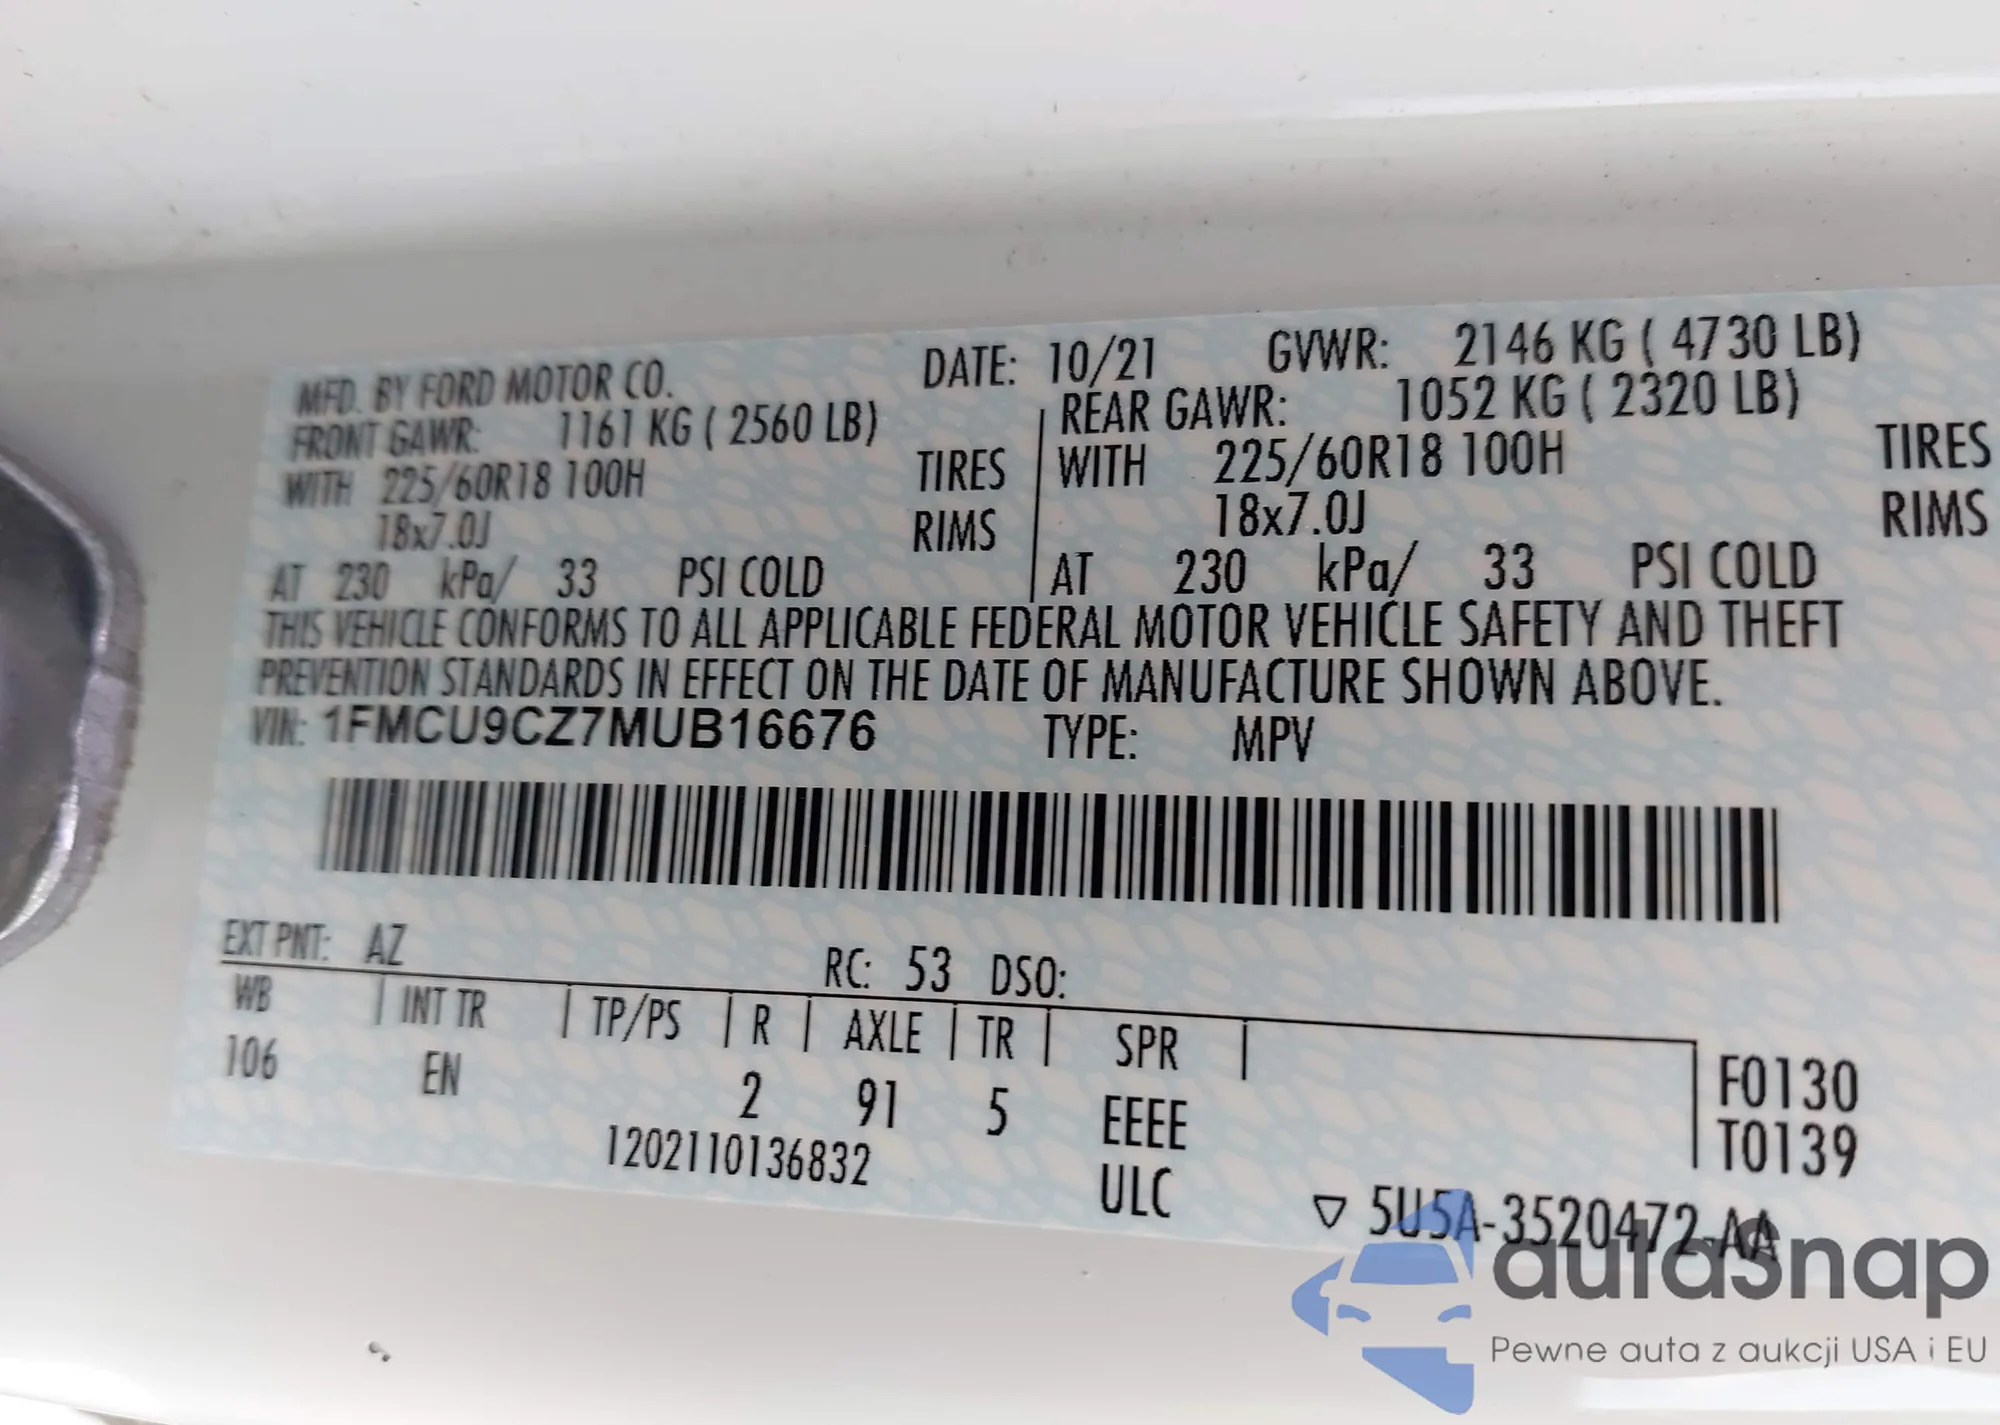 MFD. BY FORD MOTOR CO. DATE: 10/21 GVWR: 2146 KG ( 4730 LB)
FRONT GAWR: 1161 KG ( 2560 LB) REAR GAWR: 1052 KG ( 2320 LB)
WITH 225/60R18 100H TIRES WITH 225/60R18 100H TIRES
18x7.0J RIMS 18x7.0J RIMS
AT 230 kPa/ 33 PSI COLD AT 230 kPa/ 33 PSI COLD
THIS VEHICLE CONFORMS TO ALL APPLICABLE FEDERAL MOTOR VEHICLE SAFETY AND THEFT
PREVENTION STANDARDS IN EFFECT ON THE DATE OF MANUFACTURE SHOWN ABOVE.
VIN: 1FMCU9CZ7MUB16676 TYPE: MPV
EXT PNT: AZ RC: 53 DSO:
WB | INT TR | TP/PS | R | AXLE | TR | SPR |
106 EN 2 91 5 EEEE F0130
1202110136832 ULC T0139
▽ 5U5A-3520472-AA
autasnap
Pewne auta z aukcji USA i EU